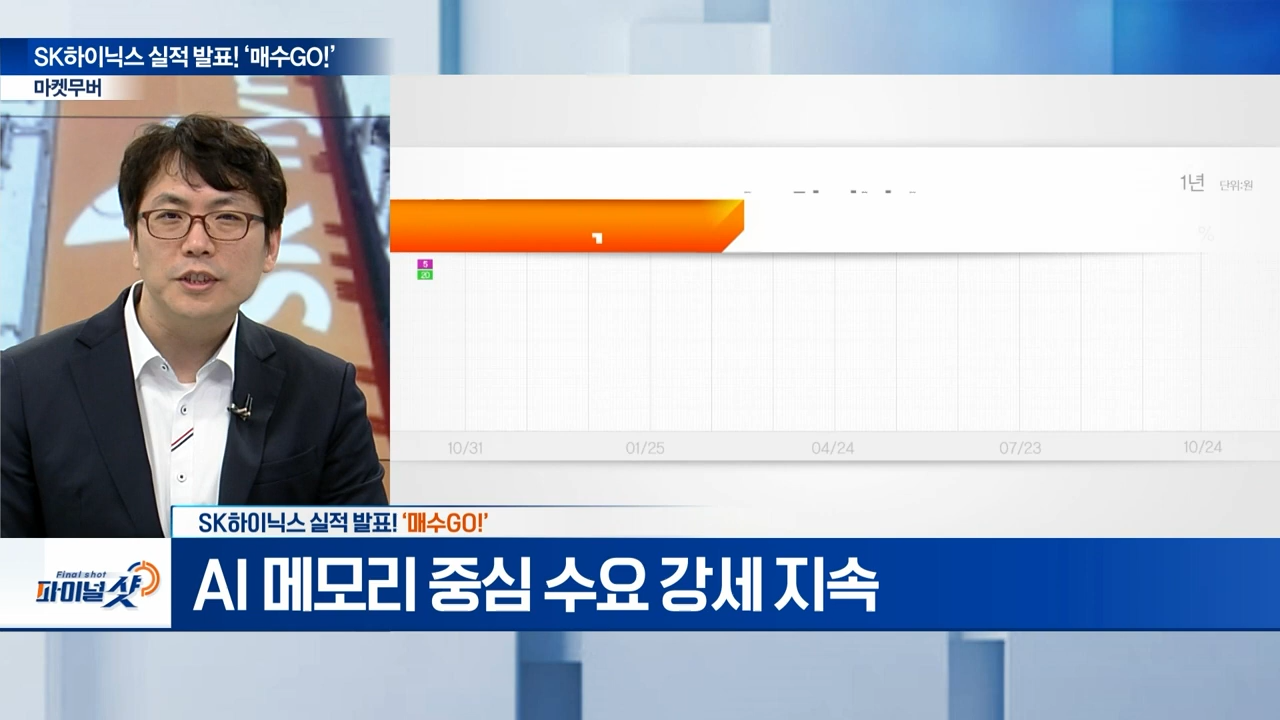 SK하이닉스 실적 발표! ‘매수GO!’
마켓무버
1년 단위:원
%
5
20
10/31 01/25 04/24 07/23 10/24
SK하이닉스 실적 발표! ‘매수GO!’
Final shot
파이널샷
AI 메모리 중심 수요 강세 지속